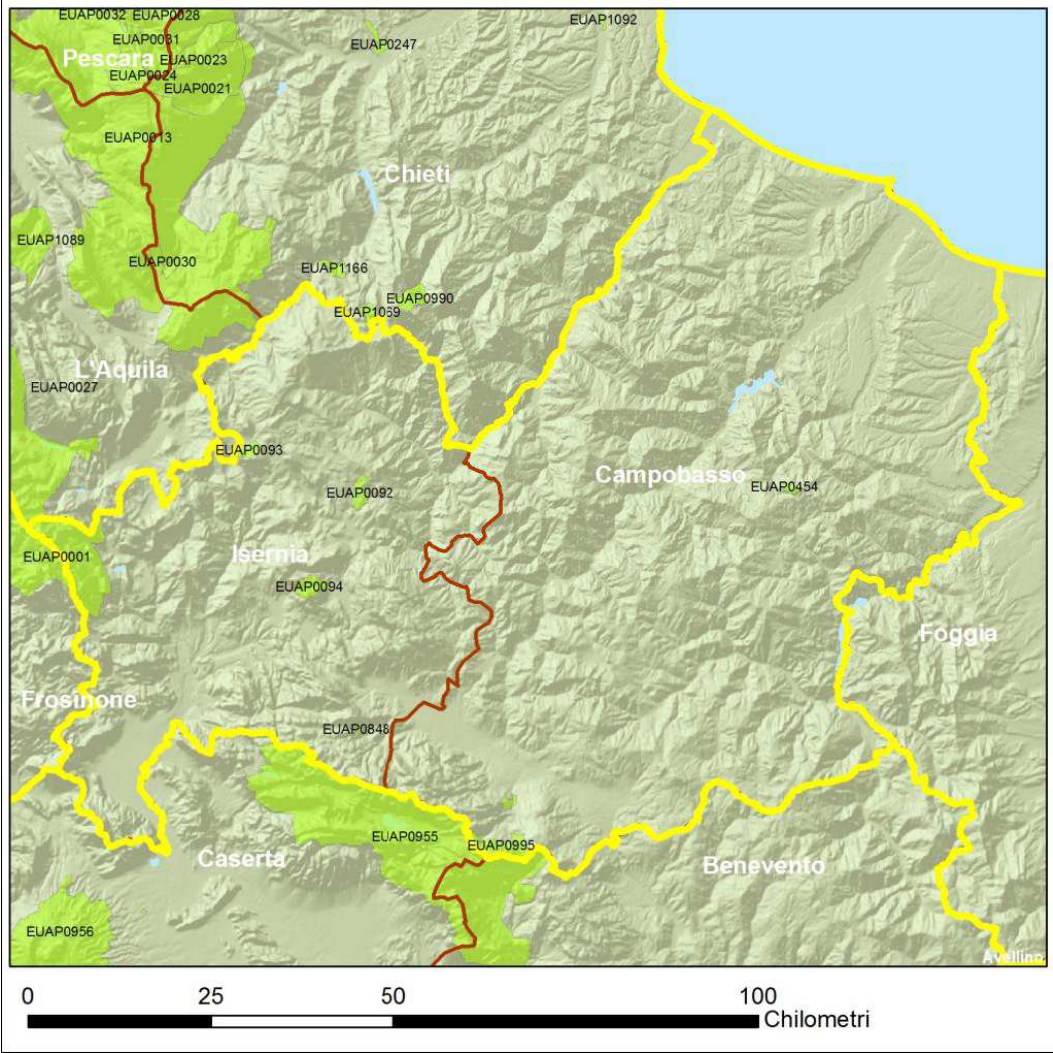 EUAP0032
EUAP0028
EUAP1092
EUAP0031
EUAP0247
Pescara
EUAP0023
EUAP0024
EUAP0021
EUAP0013
Chieti
EUAP1089
EUAP0030
EUAP1166
EUAP0990
EUAP1069
L'Aquila
EUAP0027
EUAP0093
Campobasso
EUAP0092
EUAP0454
Isernia
EUAP0001
EUAP0094
Foggia
Frosinone
EUAP0848
EUAP0955
EUAP0995
Caserta
Benevento
EUAP0956
Avellino
0 25 50 100
Chilometri